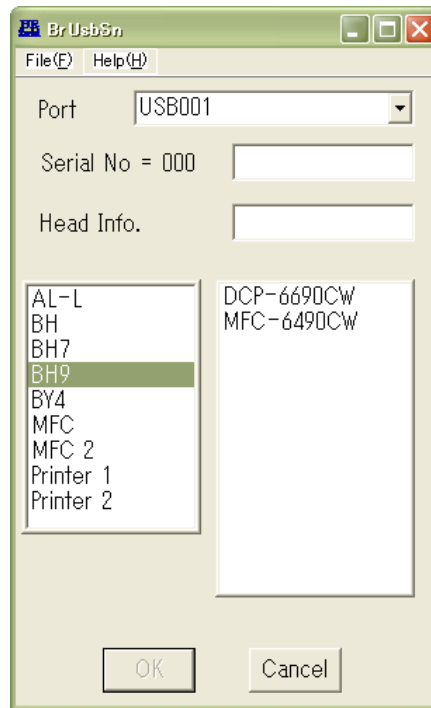 BrUsbSn
File(F) Help(H)
Port USB001
Serial No = 000
Head Info.
AL-L
BH
BH7
BH9
BY4
MFC
MFC 2
Printer 1
Printer 2
DCP-6690CW
MFC-6490CW
OK Cancel